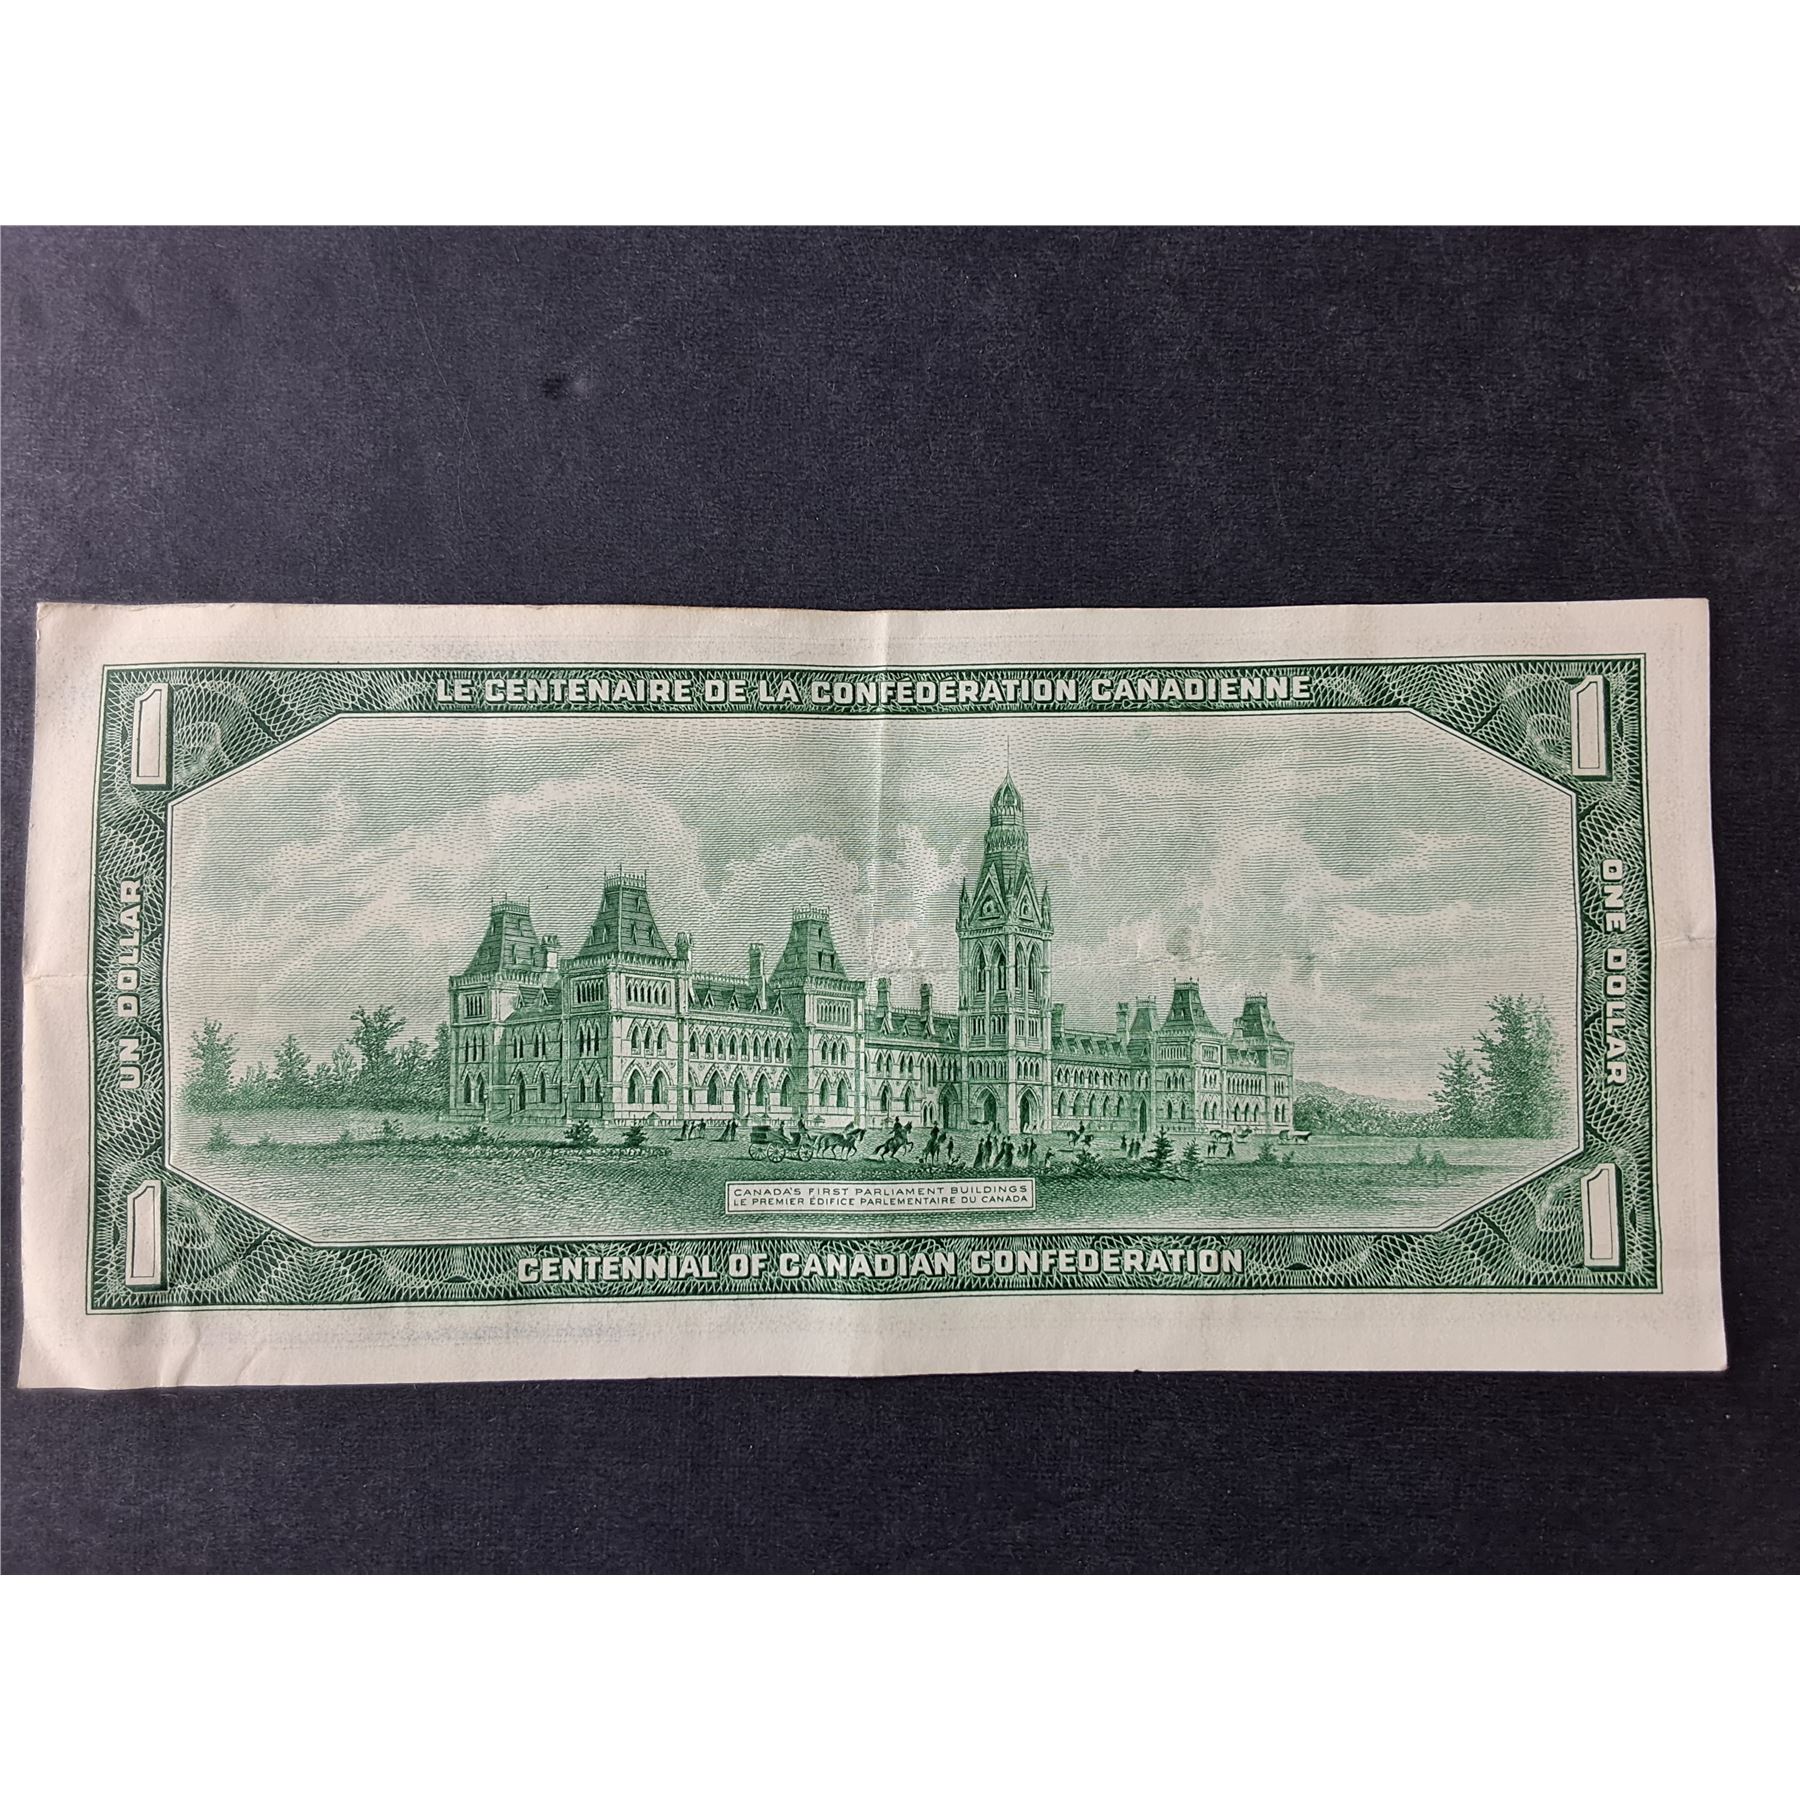 1 LE CENTENAIRE DE LA CONFÉDÉRATION CANADIENNE 1
UN DOLLAR
ONE DOLLAR
CANADA'S FIRST PARLIAMENT BUILDINGS
LE PREMIER ÉDIFICE PARLEMENTAIRE DU CANADA
1 CENTENNIAL OF CANADIAN CONFEDERATION 1